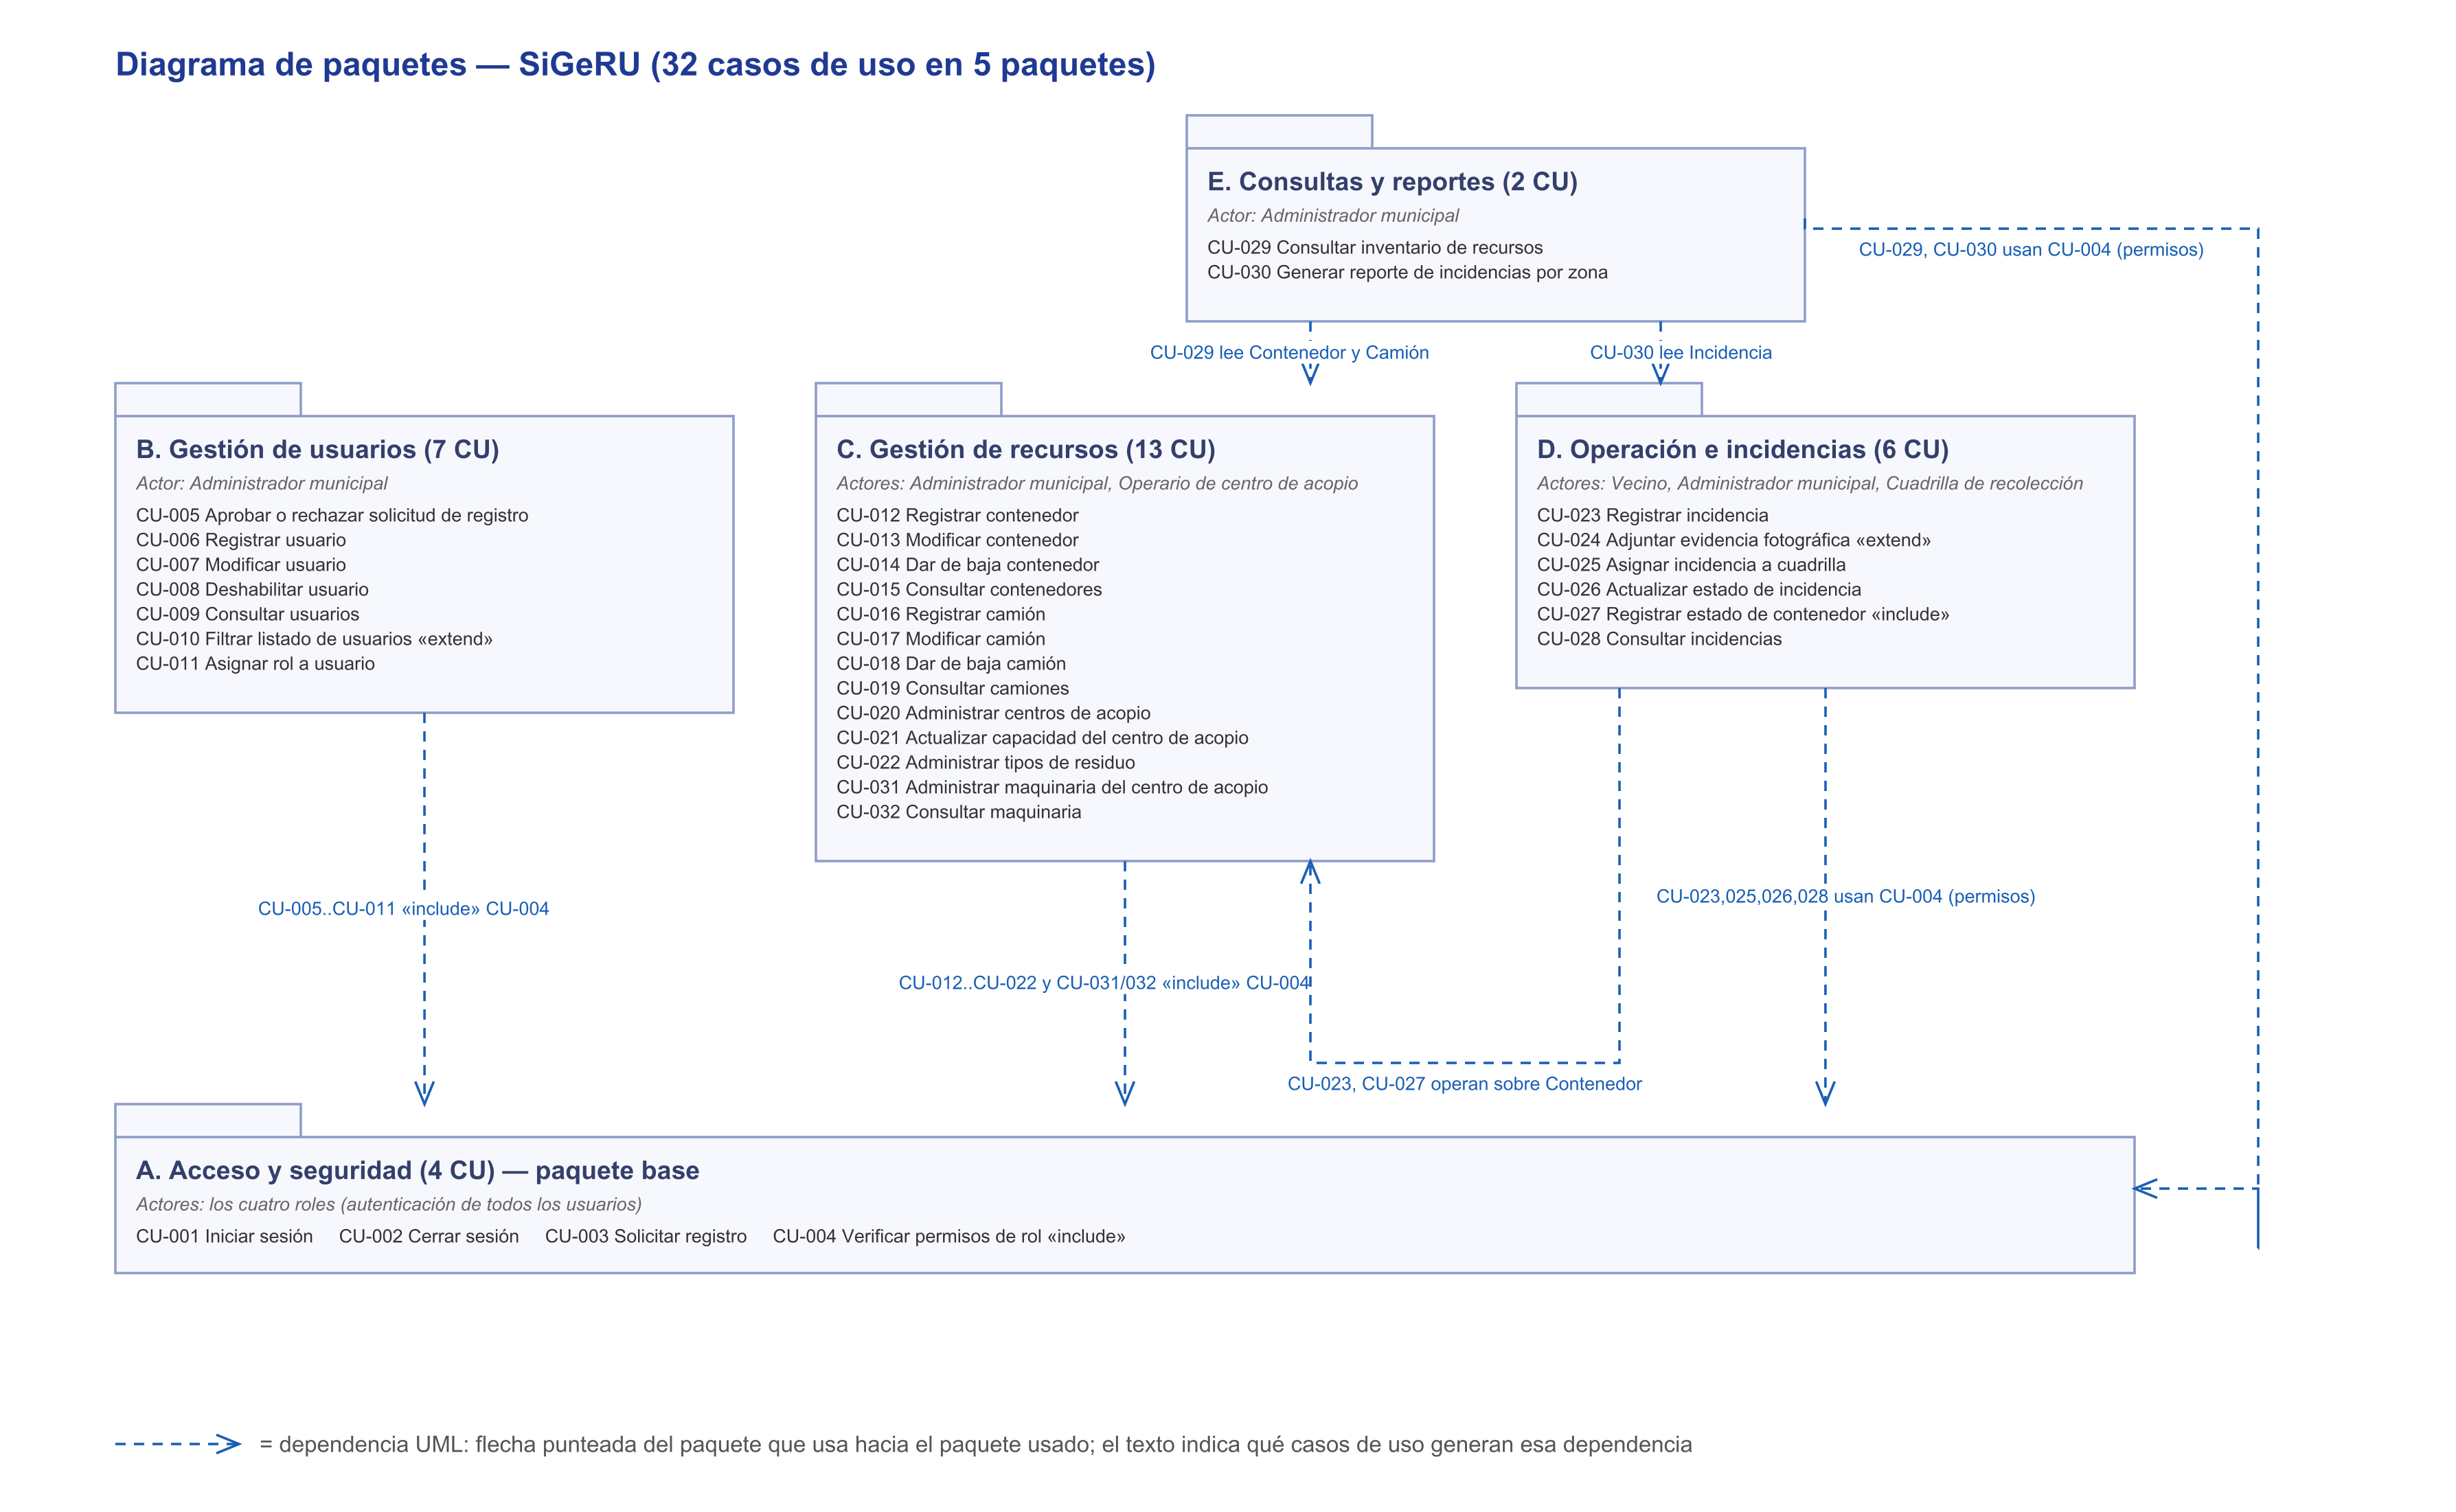 Diagrama de paquetes — SiGeRU (32 casos de uso en 5 paquetes)
E. Consultas y reportes (2 CU)
Actor: Administrador municipal
CU-029 Consultar inventario de recursos
CU-030 Generar reporte de incidencias por zona
CU-029, CU-030 usan CU-004 (permisos)
CU-029 lee Contenedor y Camión
CU-030 lee Incidencia
B. Gestión de usuarios (7 CU)
Actor: Administrador municipal
CU-005 Aprobar o rechazar solicitud de registro
CU-006 Registrar usuario
CU-007 Modificar usuario
CU-008 Deshabilitar usuario
CU-009 Consultar usuarios
CU-010 Filtrar listado de usuarios «extend»
CU-011 Asignar rol a usuario
C. Gestión de recursos (13 CU)
Actores: Administrador municipal, Operario de centro de acopio
CU-012 Registrar contenedor
CU-013 Modificar contenedor
CU-014 Dar de baja contenedor
CU-015 Consultar contenedores
CU-016 Registrar camión
CU-017 Modificar camión
CU-018 Dar de baja camión
CU-019 Consultar camiones
CU-020 Administrar centros de acopio
CU-021 Actualizar capacidad del centro de acopio
CU-022 Administrar tipos de residuo
CU-031 Administrar maquinaria del centro de acopio
CU-032 Consultar maquinaria
D. Operación e incidencias (6 CU)
Actores: Vecino, Administrador municipal, Cuadrilla de recolección
CU-023 Registrar incidencia
CU-024 Adjuntar evidencia fotográfica «extend»
CU-025 Asignar incidencia a cuadrilla
CU-026 Actualizar estado de incidencia
CU-027 Registrar estado de contenedor «include»
CU-028 Consultar incidencias
CU-005..CU-011 «include» CU-004
CU-012..CU-022 y CU-031/032 «include» CU-004
CU-023,025,026,028 usan CU-004 (permisos)
CU-023, CU-027 operan sobre Contenedor
A. Acceso y seguridad (4 CU) — paquete base
Actores: los cuatro roles (autenticación de todos los usuarios)
CU-001 Iniciar sesión CU-002 Cerrar sesión CU-003 Solicitar registro CU-004 Verificar permisos de rol «include»
= dependencia UML: flecha punteada del paquete que usa hacia el paquete usado; el texto indica qué casos de uso generan esa dependencia